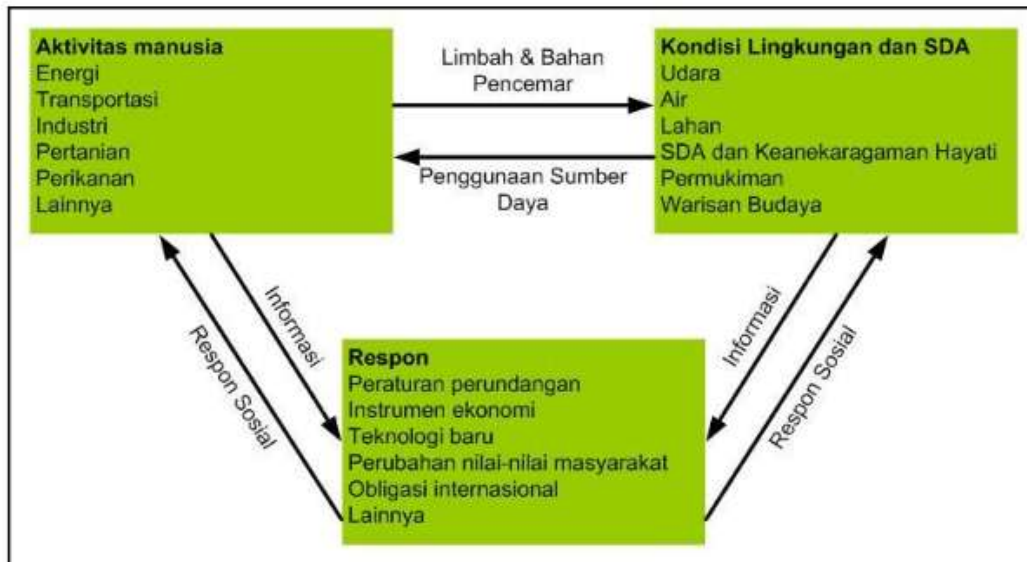 Aktivitas manusia
Energi
Transportasi
Industri
Pertanian
Perikanan
Lainnya
Limbah & Bahan
Pencemar
Penggunaan Sumber
Daya
Kondisi Lingkungan dan SDA
Udara
Air
Lahan
SDA dan Keanekaragaman Hayati
Permukiman
Warisan Budaya
Respon Sosial
Informasi
Informasi
Respon Sosial
Respon
Peraturan perundangan
Instrumen ekonomi
Teknologi baru
Perubahan nilai-nilai masyarakat
Obligasi internasional
Lainnya